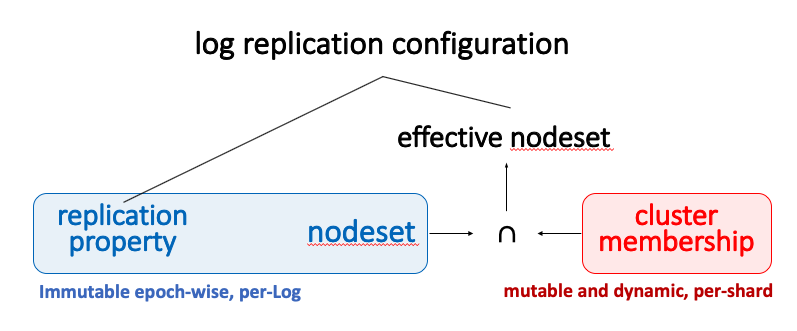 log replication configuration
effective nodeset
replication
property
nodeset
∩
cluster
membership
Immutable epoch-wise, per-Log
mutable and dynamic, per-shard